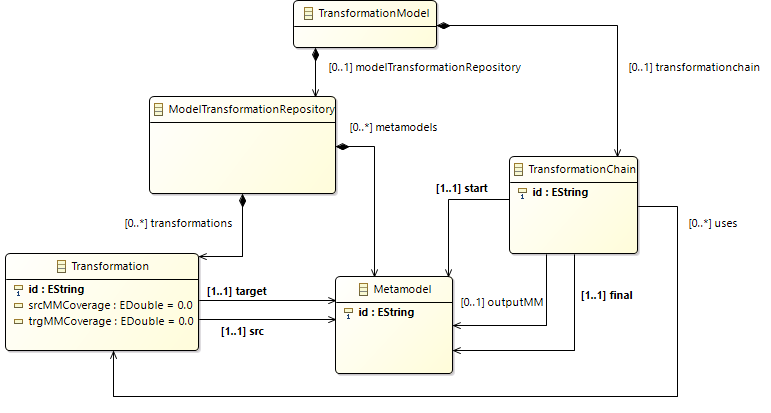 TransformationModel
[0..1] modelTransformationRepository
[0..1] transformationchain
ModelTransformationRepository
[0..*] metamodels
TransformationChain
id : EString
[1..1] start
[0..*] transformations
[0..*] uses
Transformation
id : EString
srcMMCoverage : EDouble = 0.0
trgMMCoverage : EDouble = 0.0
[1..1] target
[1..1] src
Metamodel
id : EString
[0..1] outputMM
[1..1] final